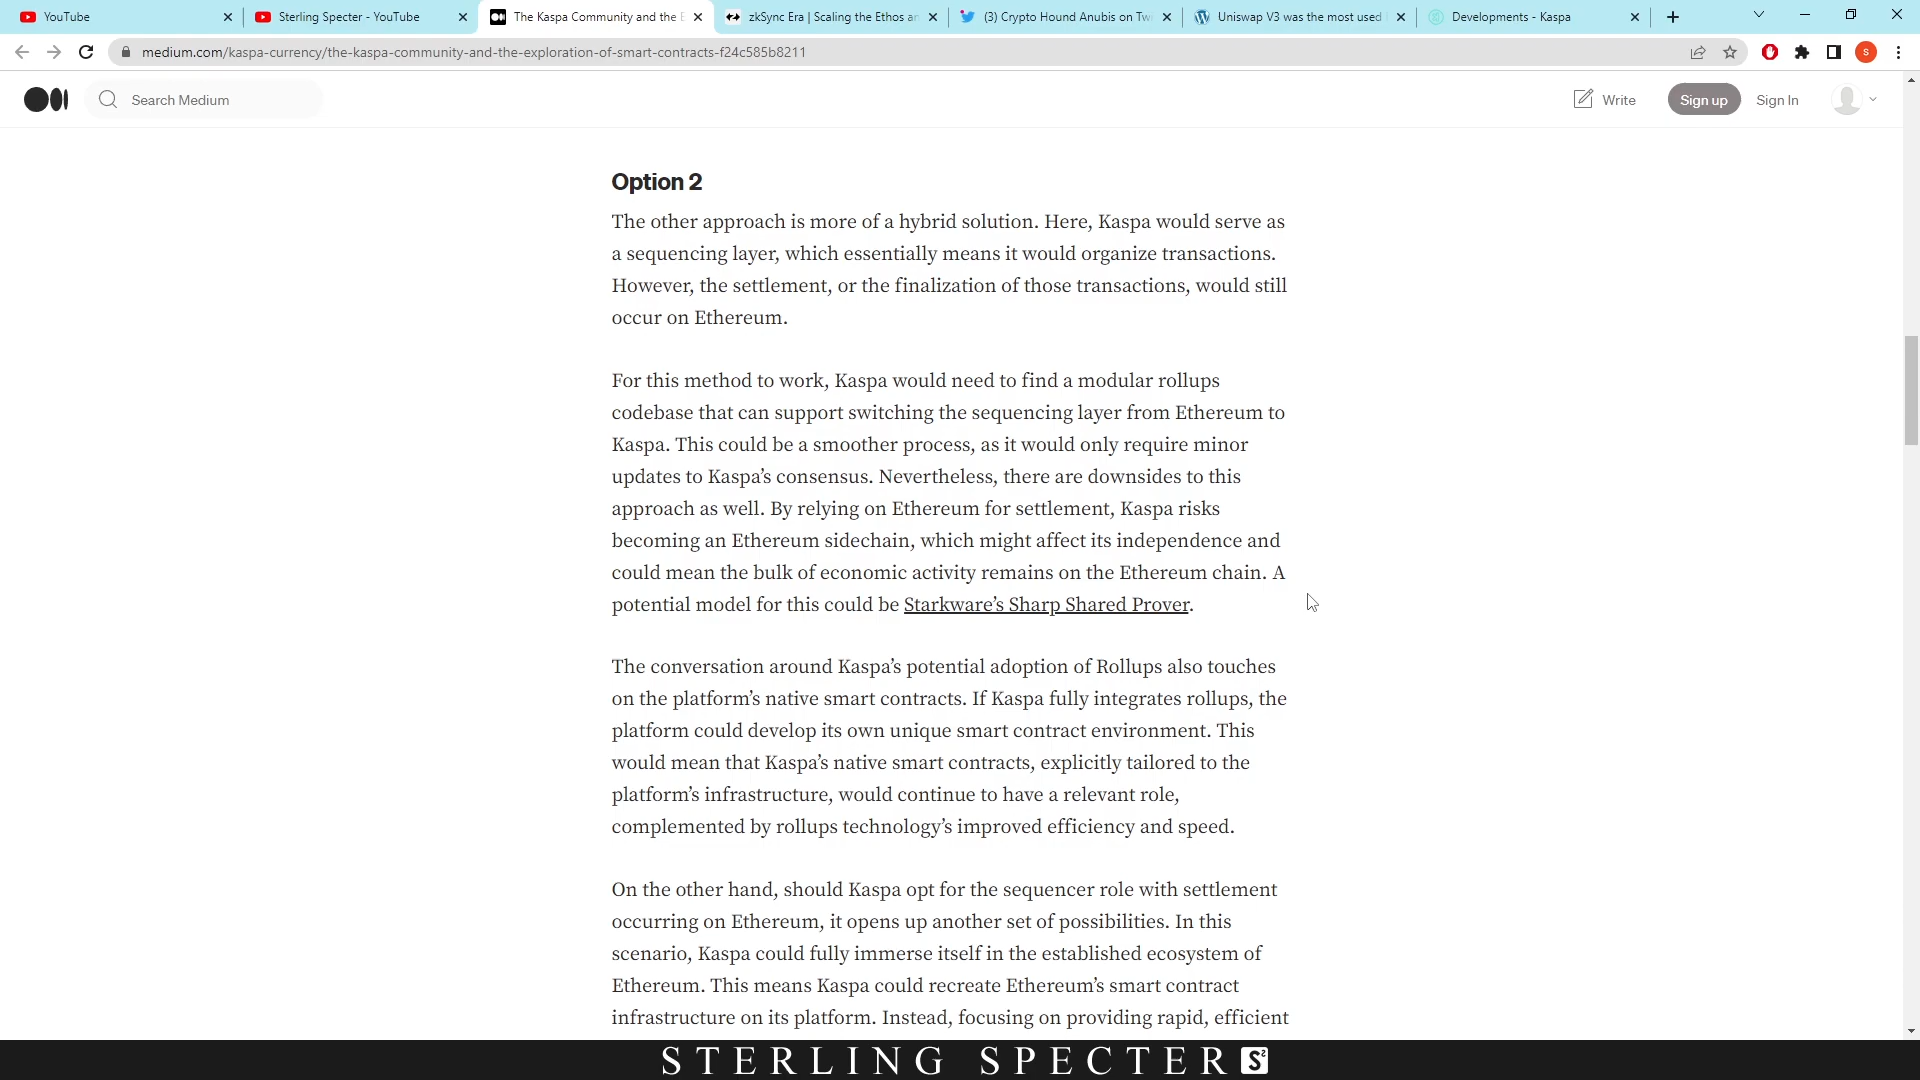 YouTube
Sterling Specter - YouTube
The Kaspa Community and the E
zkSync Era | Scaling the Ethos an
(3) Crypto Hound Anubis on Tw
Uniswap V3 was the most used
Developments - Kaspa
medium.com/kaspa-currency/the-kaspa-community-and-the-exploration-of-smart-contracts-f24c585b8211
S
Search Medium
Write
Sign up
Sign In
Option 2
The other approach is more of a hybrid solution. Here, Kaspa would serve as
a sequencing layer, which essentially means it would organize transactions.
However, the settlement, or the finalization of those transactions, would still
occur on Ethereum.
For this method to work, Kaspa would need to find a modular rollups
codebase that can support switching the sequencing layer from Ethereum to
Kaspa. This could be a smoother process, as it would only require minor
updates to Kaspa’s consensus. Nevertheless, there are downsides to this
approach as well. By relying on Ethereum for settlement, Kaspa risks
becoming an Ethereum sidechain, which might affect its independence and
could mean the bulk of economic activity remains on the Ethereum chain. A
potential model for this could be Starkware’s Sharp Shared Prover.
The conversation around Kaspa’s potential adoption of Rollups also touches
on the platform’s native smart contracts. If Kaspa fully integrates rollups, the
platform could develop its own unique smart contract environment. This
would mean that Kaspa’s native smart contracts, explicitly tailored to the
platform’s infrastructure, would continue to have a relevant role,
complemented by rollups technology’s improved efficiency and speed.
On the other hand, should Kaspa opt for the sequencer role with settlement
occurring on Ethereum, it opens up another set of possibilities. In this
scenario, Kaspa could fully immerse itself in the established ecosystem of
Ethereum. This means Kaspa could recreate Ethereum’s smart contract
infrastructure on its platform. Instead, focusing on providing rapid, efficient
STERLING SPECTER S²